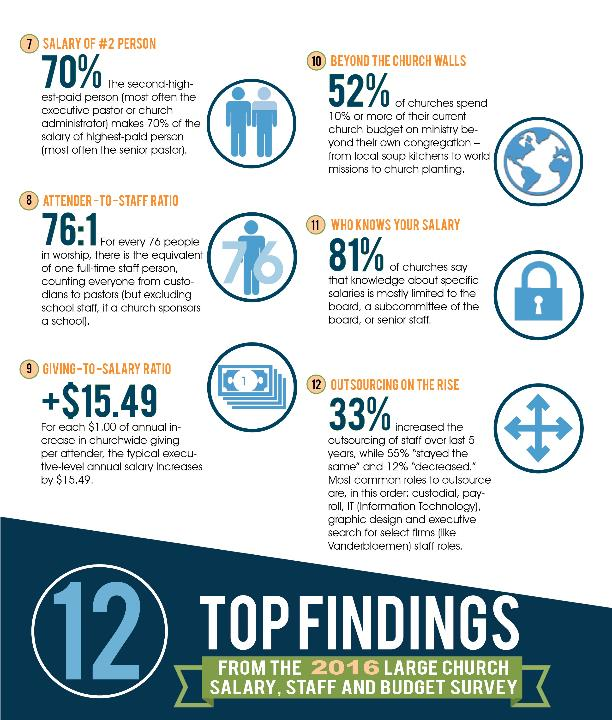 7 SALARY OF #2 PERSON
70% The second-high-
est-paid person (most often the
executive pastor or church
administrator) makes 70% of the
salary of highest-paid person
(most often the senior pastor).
8 ATTENDER-TO-STAFF RATIO
76:1 For every 76 people
in worship, there is the equivalent
of one full-time staff person,
counting everyone from custo-
dians to pastors (but excluding
school staff, if a church sponsors
a school).
76
9 GIVING-TO-SALARY RATIO
+$15.49
For each $1.00 of annual in-
crease in churchwide giving
per attender, the typical execu-
tive-level annual salary increases
by $15.49.
1
10 BEYOND THE CHURCH WALLS
52% of churches spend
10% or more of their current
church budget on ministry be-
yond their own congregation –
from local soup kitchens to world
missions to church planting.
11 WHO KNOWS YOUR SALARY
81% of churches say
that knowledge about specific
salaries is mostly limited to the
board, a subcommittee of the
board, or senior staff.
12 OUTSOURCING ON THE RISE
33% increased the
outsourcing of staff over last 5
years, while 55% "stayed the
same" and 12% "decreased."
Most common roles to outsource
are, in this order: custodial, pay-
roll, IT (Information Technology),
graphic design and executive
search for select firms (like
Vanderbloemen) staff roles.
12 TOP FINDINGS
FROM THE 2016 LARGE CHURCH
SALARY, STAFF AND BUDGET SURVEY